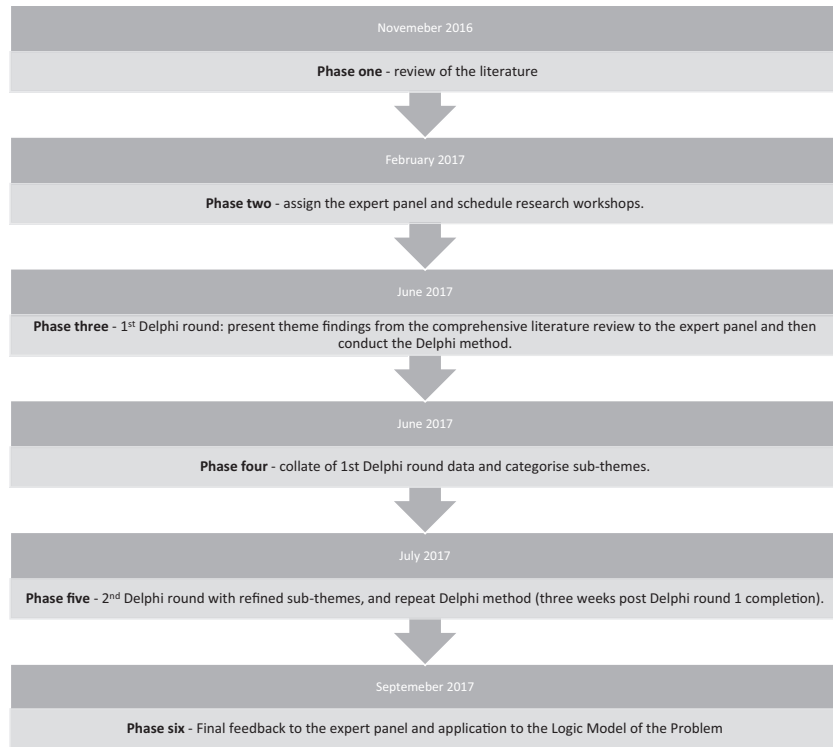 Novemeber 2016
Phase one - review of the literature
February 2017
Phase two - assign the expert panel and schedule research workshops.
June 2017
Phase three - 1st Delphi round: present theme findings from the comprehensive literature review to the expert panel and then
conduct the Delphi method.
June 2017
Phase four - collate of 1st Delphi round data and categorise sub-themes.
July 2017
Phase five - 2nd Delphi round with refined sub-themes, and repeat Delphi method (three weeks post Delphi round 1 completion).
Septemeber 2017
Phase six - Final feedback to the expert panel and application to the Logic Model of the Problem